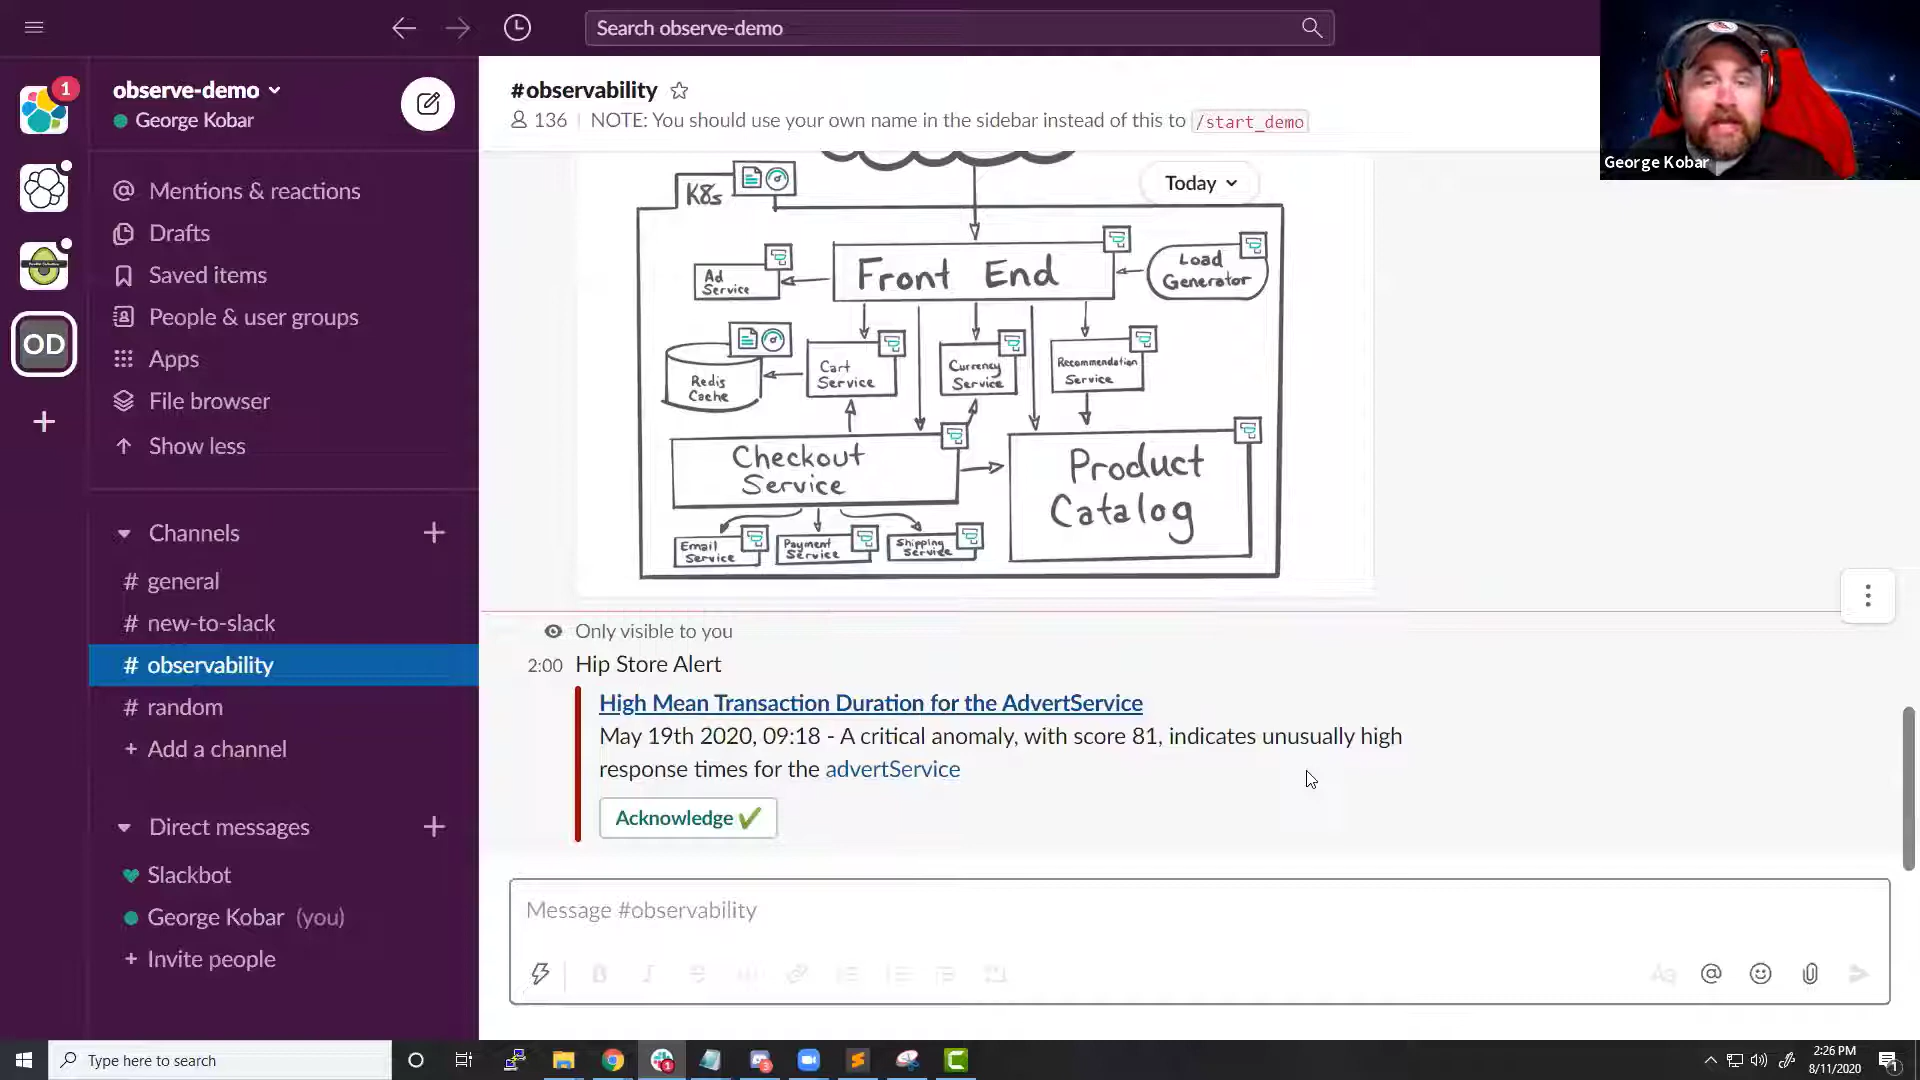 Search observe-demo
1
observe-demo
George Kobar
#observability
136
NOTE: You should use your own name in the sidebar instead of this to /start_demo
George Kobar
Mentions & reactions
Drafts
Saved items
People & user groups
Apps
File browser
Show less
OD
Channels
# general
# new-to-slack
# observability
# random
+ Add a channel
Direct messages
Slackbot
George Kobar (you)
+ Invite people
Today
K8s
Front End
Load
Generator
Ad
Service
Redis
Cache
Cart
Service
Currency
Service
Recommendation
Service
Checkout
Service
Product
Catalog
Email
Service
Payment
Service
Shipping
Service
Only visible to you
2:00 Hip Store Alert
High Mean Transaction Duration for the AdvertService
May 19th 2020, 09:18 - A critical anomaly, with score 81, indicates unusually high
response times for the advertService
Acknowledge
Message #observability
Type here to search
2:26 PM
8/11/2020